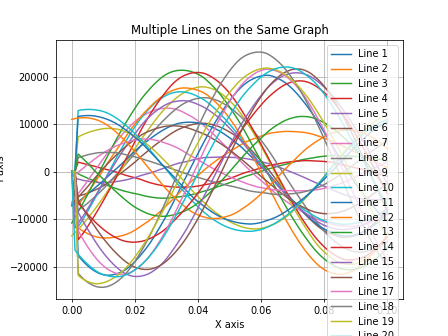 Multiple Lines on the Same Graph
20000
10000
0
−10000
−20000
0.00
0.02
0.04
0.06
0.08
X axis
Line 1
Line 2
Line 3
Line 4
Line 5
Line 6
Line 7
Line 8
Line 9
Line 10
Line 11
Line 12
Line 13
Line 14
Line 15
Line 16
Line 17
Line 18
Line 19